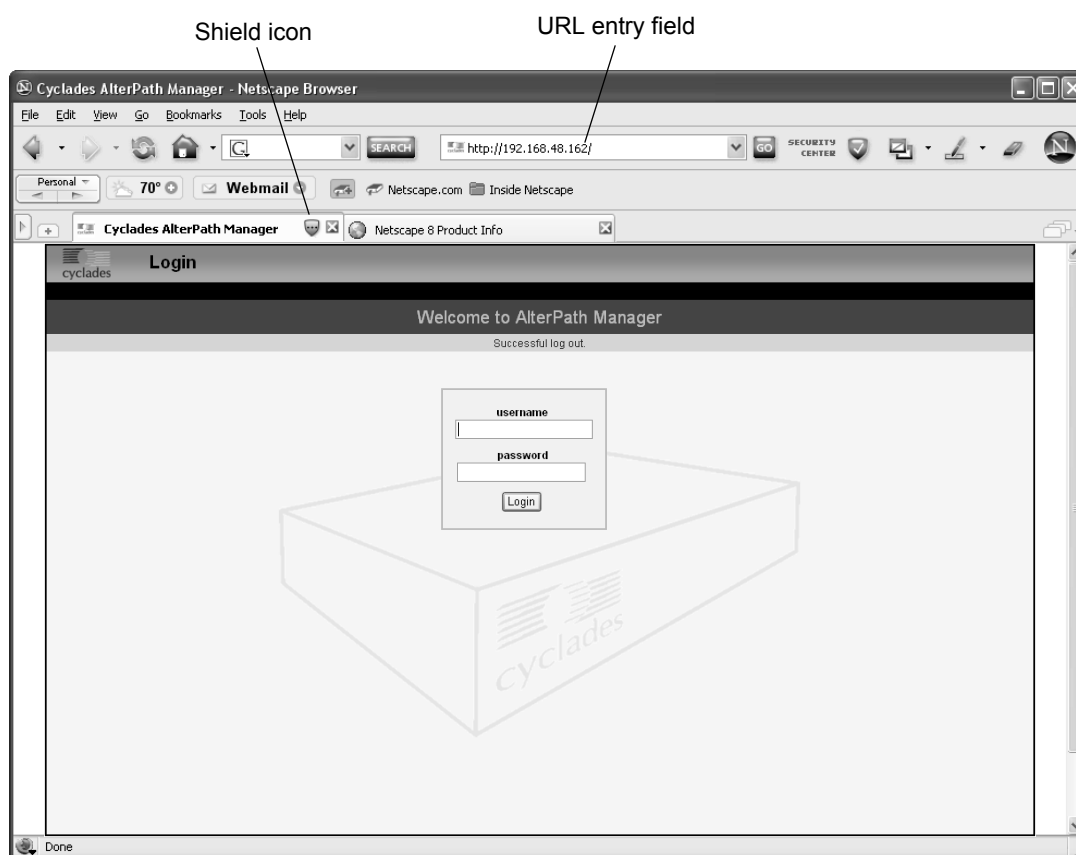 Shield icon
URL entry field
Cyclades AlterPath Manager - Netscape Browser
File Edit View Go Bookmarks Tools Help
G SEARCH http://192.168.48.162/ GO SECURITY CENTER N
Personal 70° Webmail Netscape.com Inside Netscape
Cyclades AlterPath Manager Netscape 8 Product Info
cyclades Login
Welcome to AlterPath Manager
Successful log out.
username
password
Login
cyclades
Done